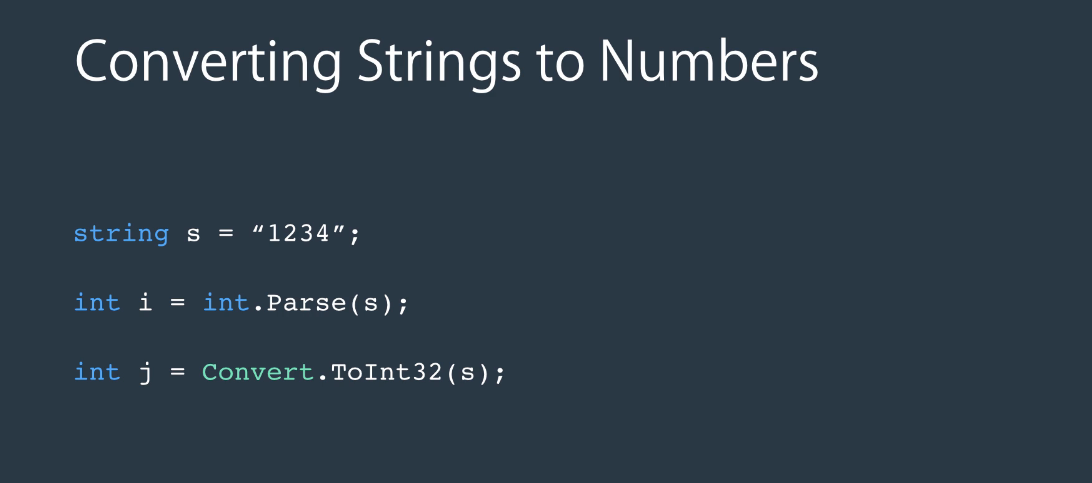 Converting Strings to Numbers
string s = “1234”;
int i = int.Parse(s);
int j = Convert.ToInt32(s);